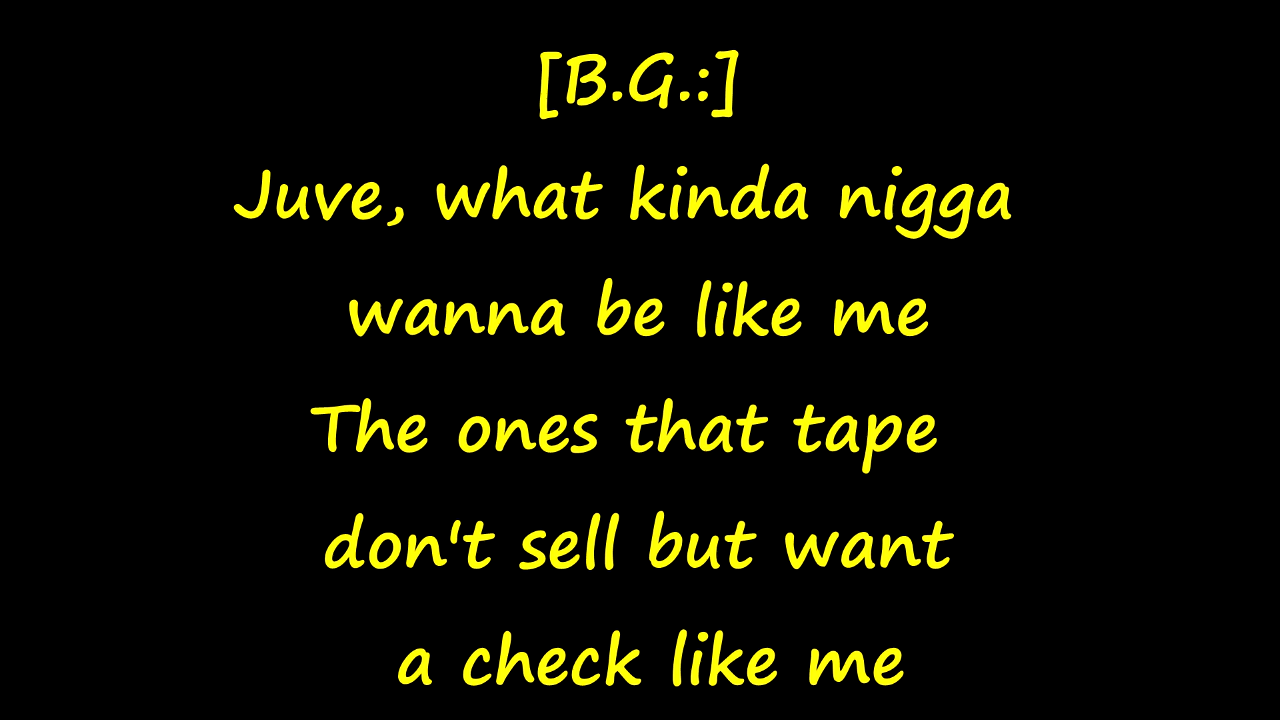 [B.G.:]
Juve, what kinda nigga
wanna be like me
The ones that tape
don't sell but want
a check like me